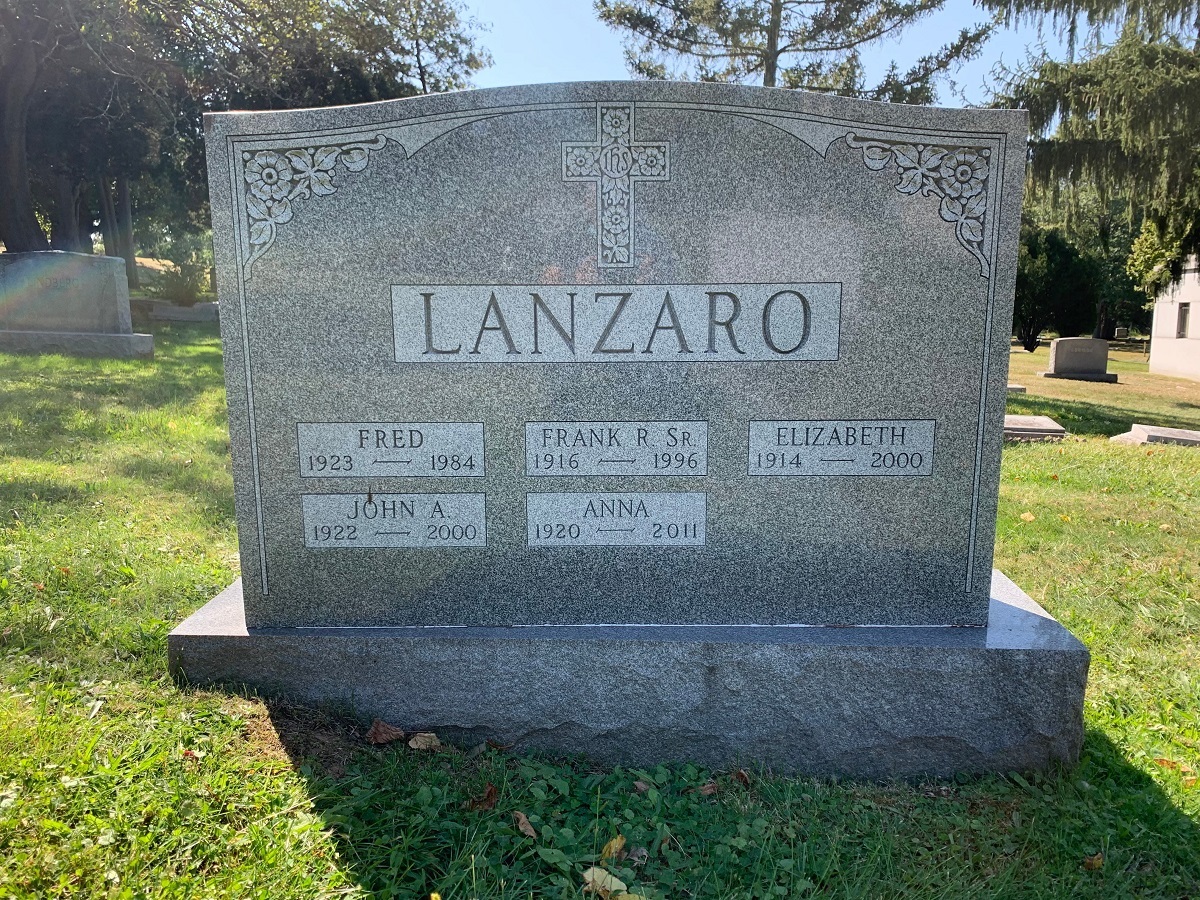 IHS
LANZARO
FRED
1923 — 1984
FRANK R. SR.
1916 — 1996
ELIZABETH
1914 — 2000
JOHN A.
1922 — 2000
ANNA
1920 — 2011